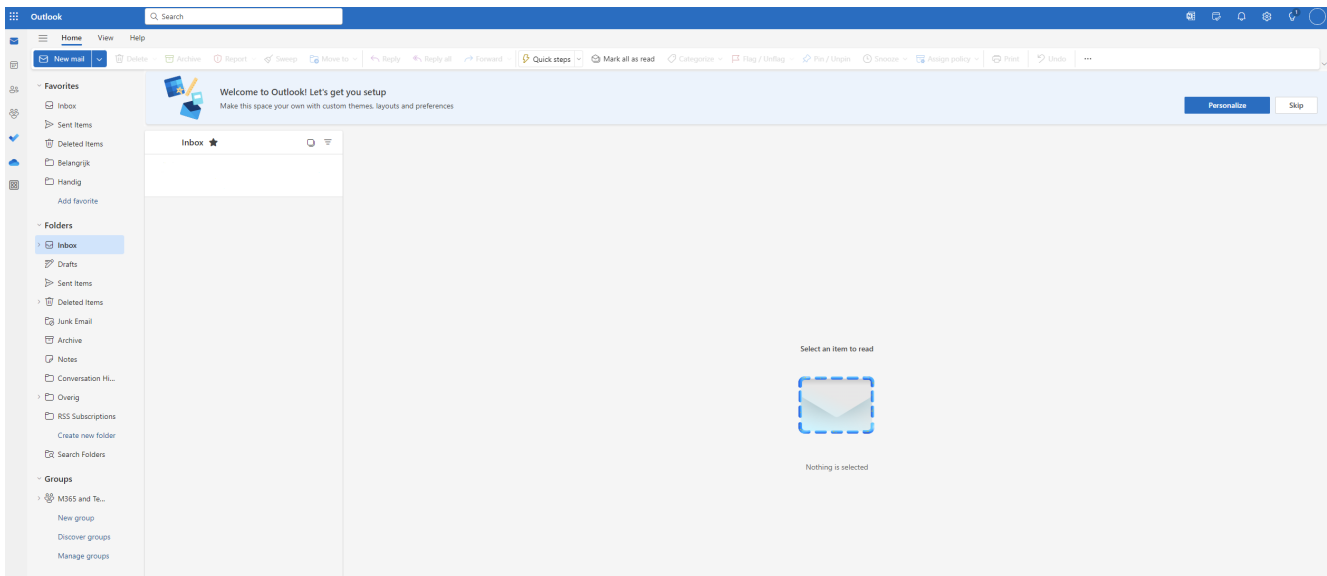 Outlook
Search
Home View Help
New mail Delete Archive Report Sweep Move to Reply Reply all Forward Quick steps Mark all as read Categorize Flag / Unflag Pin / Unpin Snooze Assign policy Print Undo ...
Welcome to Outlook! Let's get you setup
Make this space your own with custom themes, layouts and preferences
Personalize Skip
Favorites
Inbox
Sent Items
Deleted Items
Belangrijk
Handig
Add favorite
Folders
Inbox
Drafts
Sent Items
Deleted Items
Junk Email
Archive
Notes
Conversation Hi...
Overig
RSS Subscriptions
Create new folder
Search Folders
Groups
M365 and Te...
New group
Discover groups
Manage groups
Inbox
Select an item to read
Nothing is selected